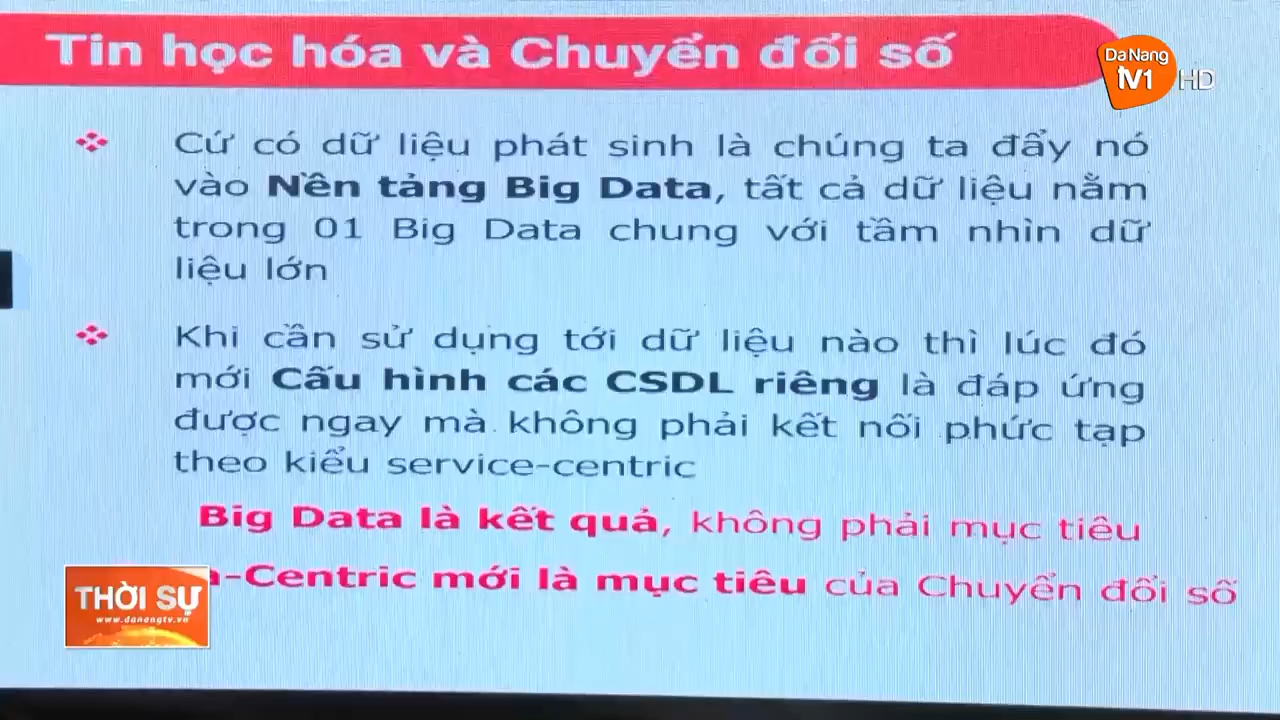 Tin học hóa và Chuyển đổi số
DaNang
TV1 HD
Cứ có dữ liệu phát sinh là chúng ta đẩy nó
vào Nền tảng Big Data, tất cả dữ liệu nằm
trong 01 Big Data chung với tầm nhìn dữ
liệu lớn
Khi cần sử dụng tới dữ liệu nào thì lúc đó
mới Cấu hình các CSDL riêng là đáp ứng
được ngay mà không phải kết nối phức tạp
theo kiểu service-centric
Big Data là kết quả, không phải mục tiêu
-Centric mới là mục tiêu của Chuyển đổi số
THỜI SỰ
www.danangtv.vn